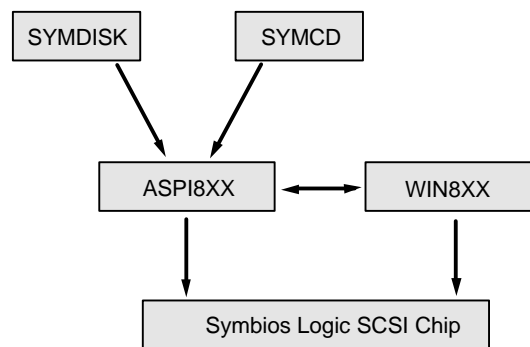 SYMDISK
SYMCD
ASPI8XX
WIN8XX
Symbios Logic SCSI Chip